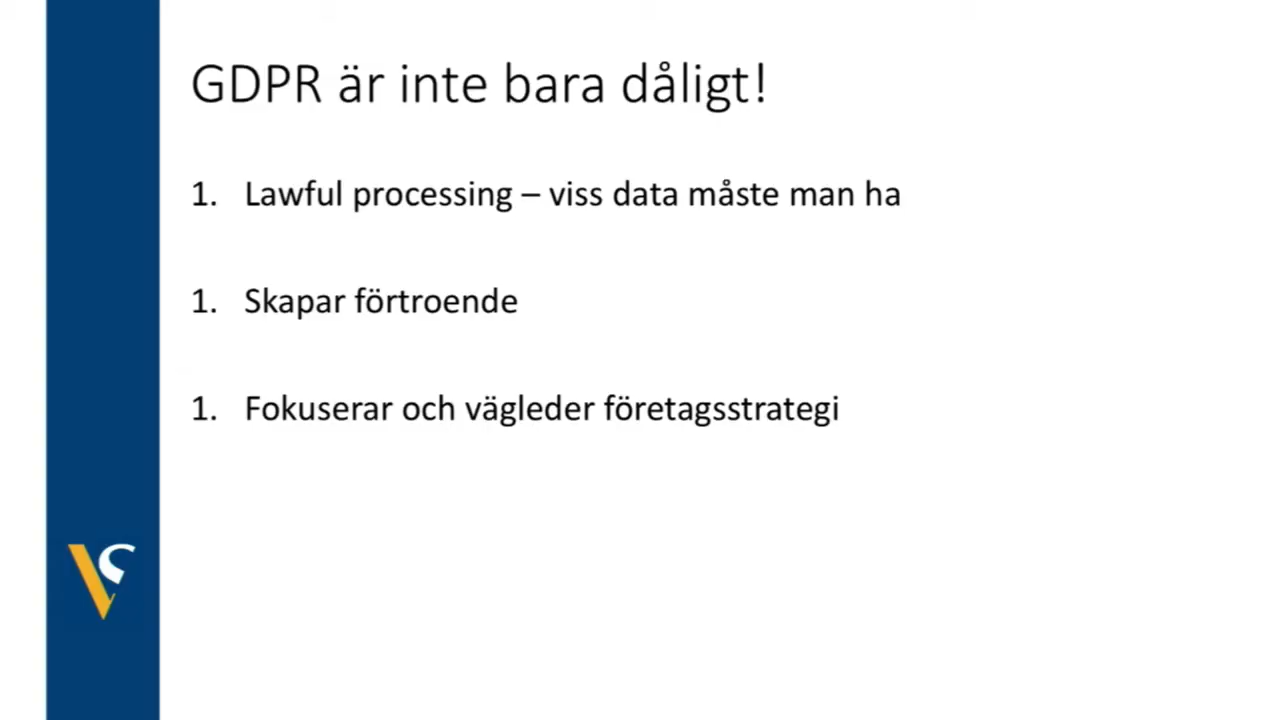 GDPR är inte bara dåligt!
1. Lawful processing – viss data måste man ha
1. Skapar förtroende
1. Fokuserar och vägleder företagsstrategi